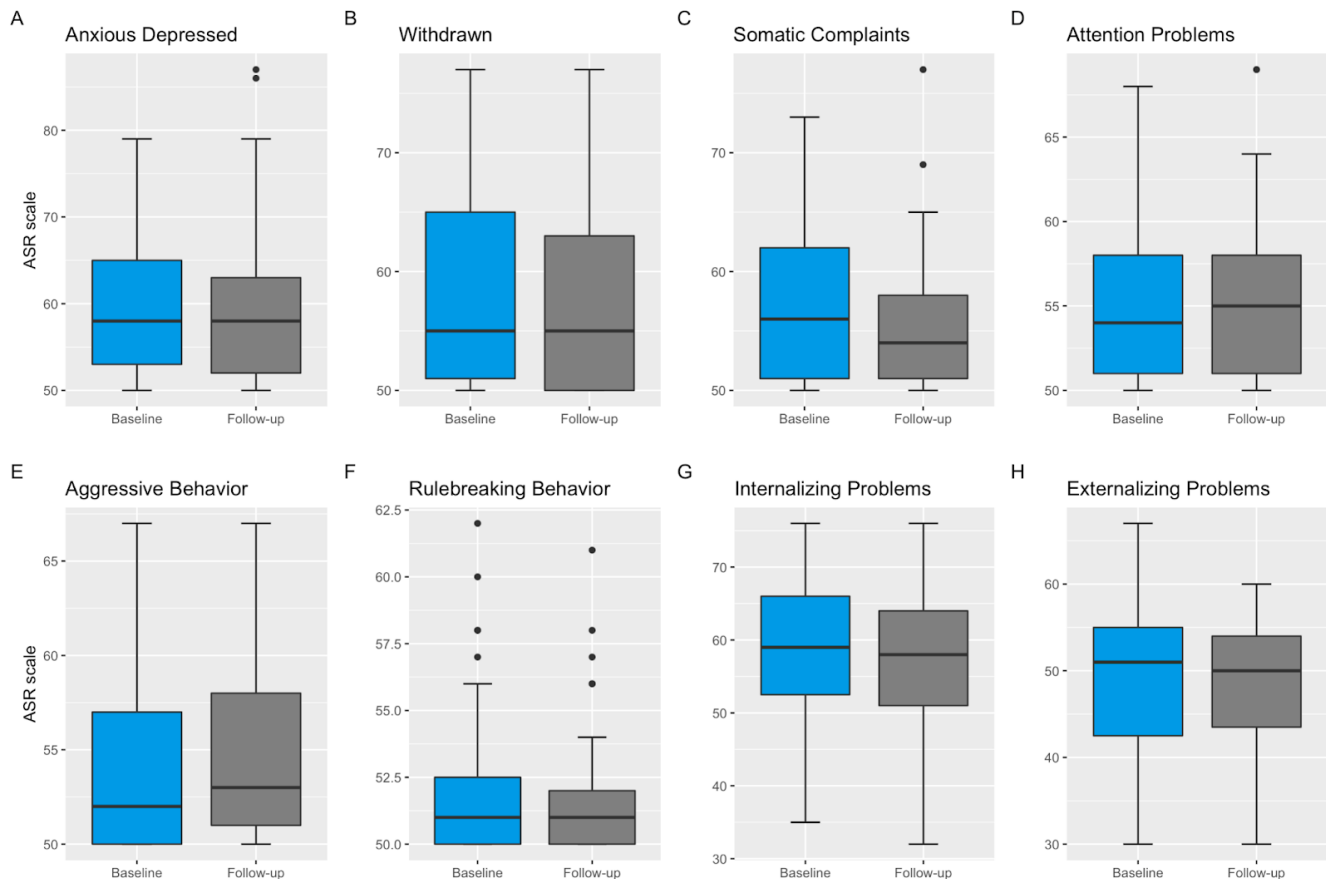 A
Anxious Depressed
ASR scale
80
70
60
50
Baseline
Follow-up
B
Withdrawn
70
60
50
Baseline
Follow-up
C
Somatic Complaints
70
60
50
Baseline
Follow-up
D
Attention Problems
65
60
55
50
Baseline
Follow-up
E
Aggressive Behavior
ASR scale
65
60
55
50
Baseline
Follow-up
F
Rulebreaking Behavior
62.5
60.0
57.5
55.0
52.5
50.0
Baseline
Follow-up
G
Internalizing Problems
70
60
50
40
30
Baseline
Follow-up
H
Externalizing Problems
60
50
40
30
Baseline
Follow-up